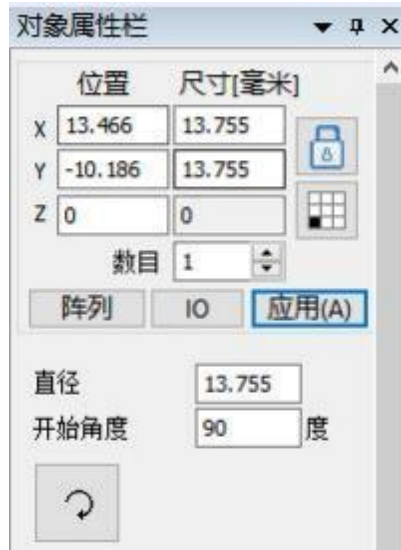 对象属性栏
位置 尺寸[毫米]
X 13.466 13.755
Y -10.186 13.755
Z 0 0
数目 1
阵列 IO 应用(A)
直径 13.755
开始角度 90 度